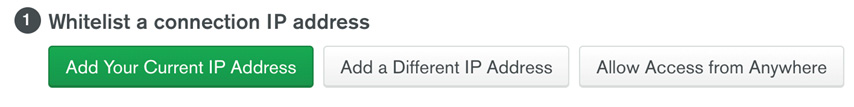 1 Whitelist a connection IP address
Add Your Current IP Address Add a Different IP Address Allow Access from Anywhere